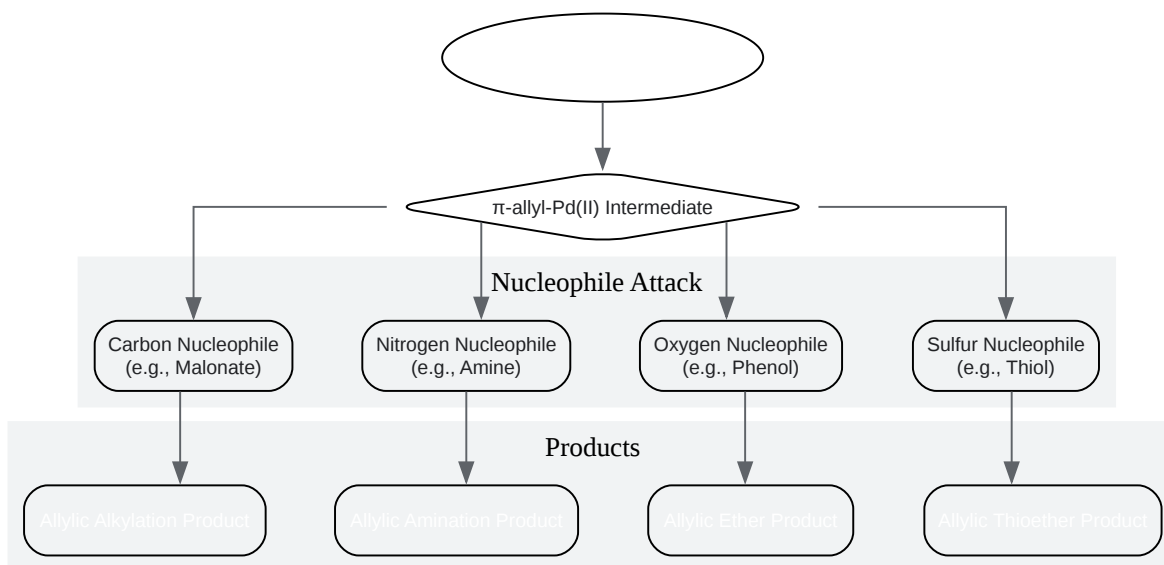 π-allyl-Pd(II) Intermediate
Nucleophile Attack
Carbon Nucleophile
(e.g., Malonate)
Nitrogen Nucleophile
(e.g., Amine)
Oxygen Nucleophile
(e.g., Phenol)
Sulfur Nucleophile
(e.g., Thiol)
Products
Allylic Alkylation Product
Allylic Amination Product
Allylic Ether Product
Allylic Thioether Product